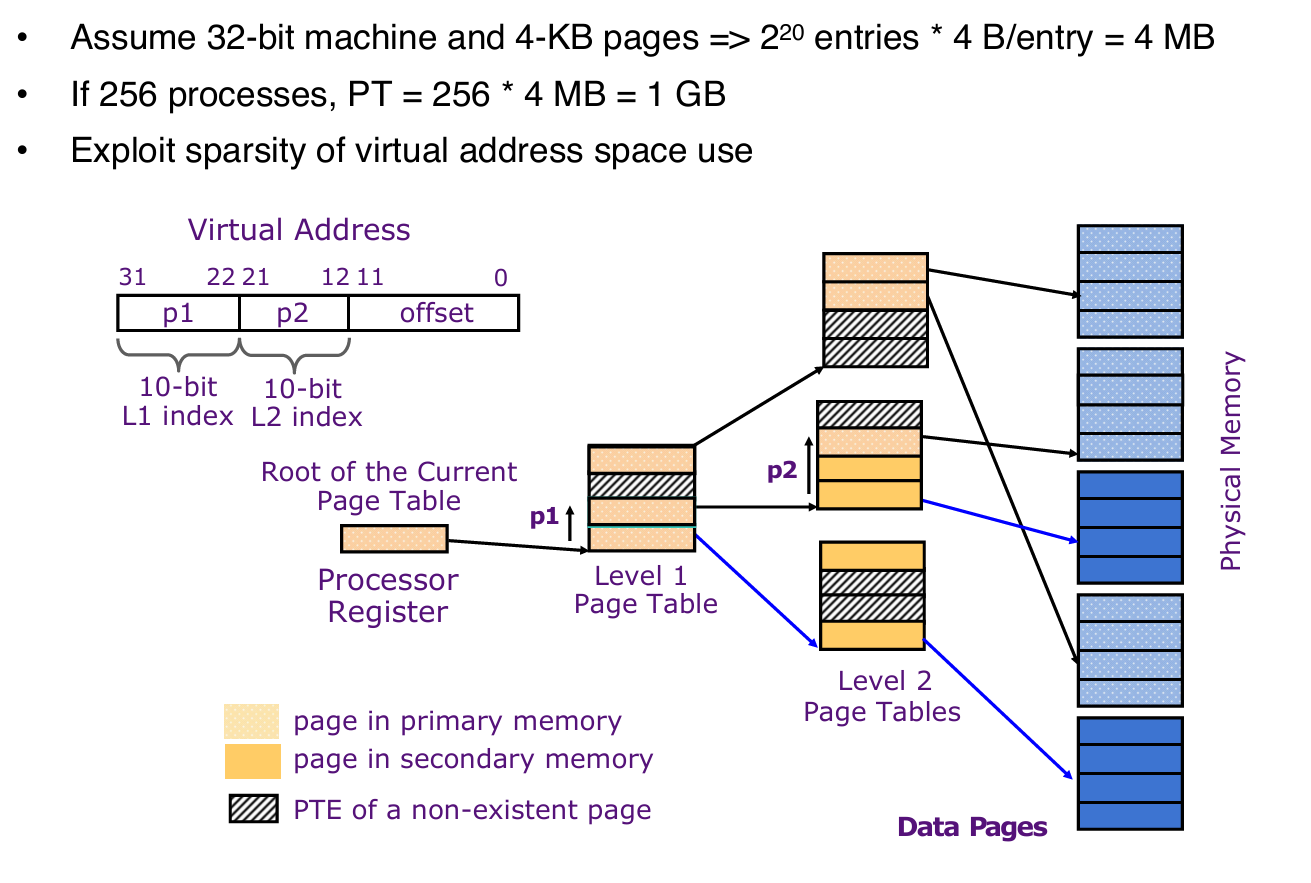 • Assume 32-bit machine and 4-KB pages => 2²⁰ entries * 4 B/entry = 4 MB
• If 256 processes, PT = 256 * 4 MB = 1 GB
• Exploit sparsity of virtual address space use
Virtual Address
31 22 21 12 11 0
p1 p2 offset
10-bit
L1 index
10-bit
L2 index
Root of the Current
Page Table
Processor
Register
p1
Level 1
Page Table
p2
Level 2
Page Tables
Physical Memory
page in primary memory
page in secondary memory
PTE of a non-existent page
Data Pages